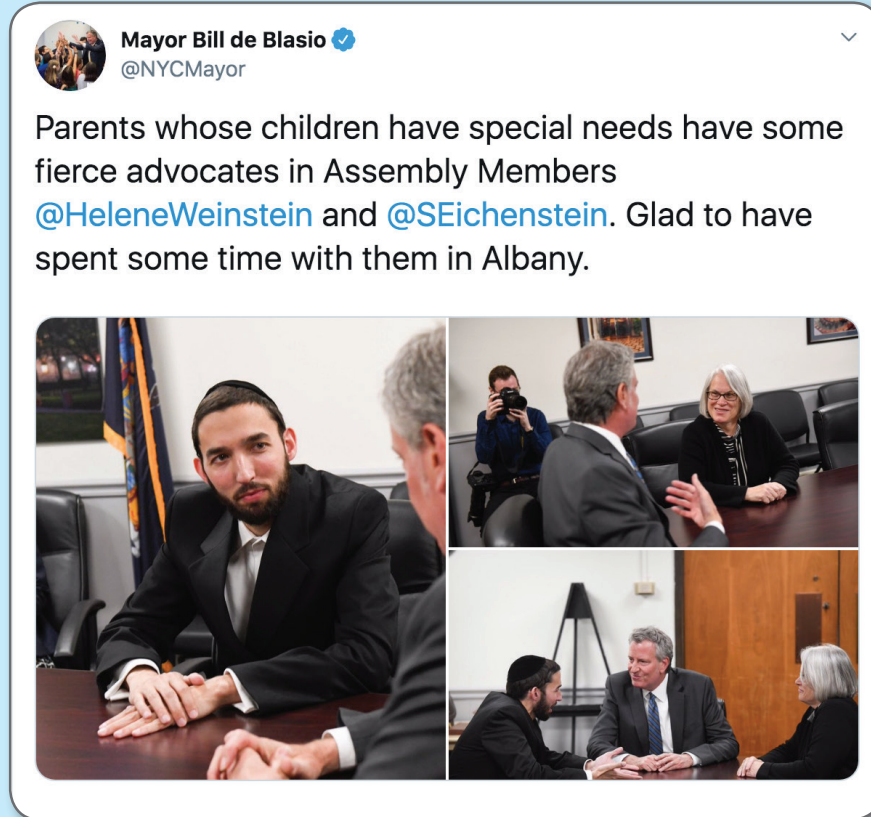 Mayor Bill de Blasio
@NYCMayor
Parents whose children have special needs have some
fierce advocates in Assembly Members
@HeleneWeinstein and @SEichenstein. Glad to have
spent some time with them in Albany.